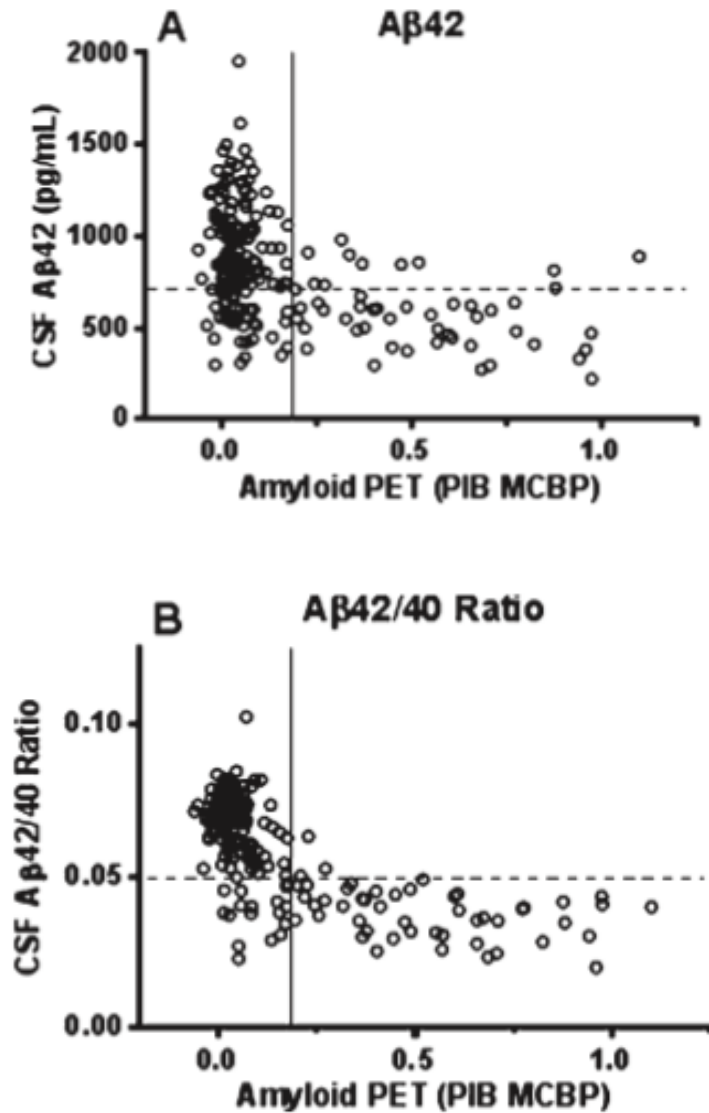 A Aβ42
2000
1500
1000
500
0
CSF Aβ42 (pg/mL)
0.0 0.5 1.0
Amyloid PET (PIB MCBP)
B Aβ42/40 Ratio
0.10
0.05
0.00
CSF Aβ42/40 Ratio
0.0 0.5 1.0
Amyloid PET (PIB MCBP)